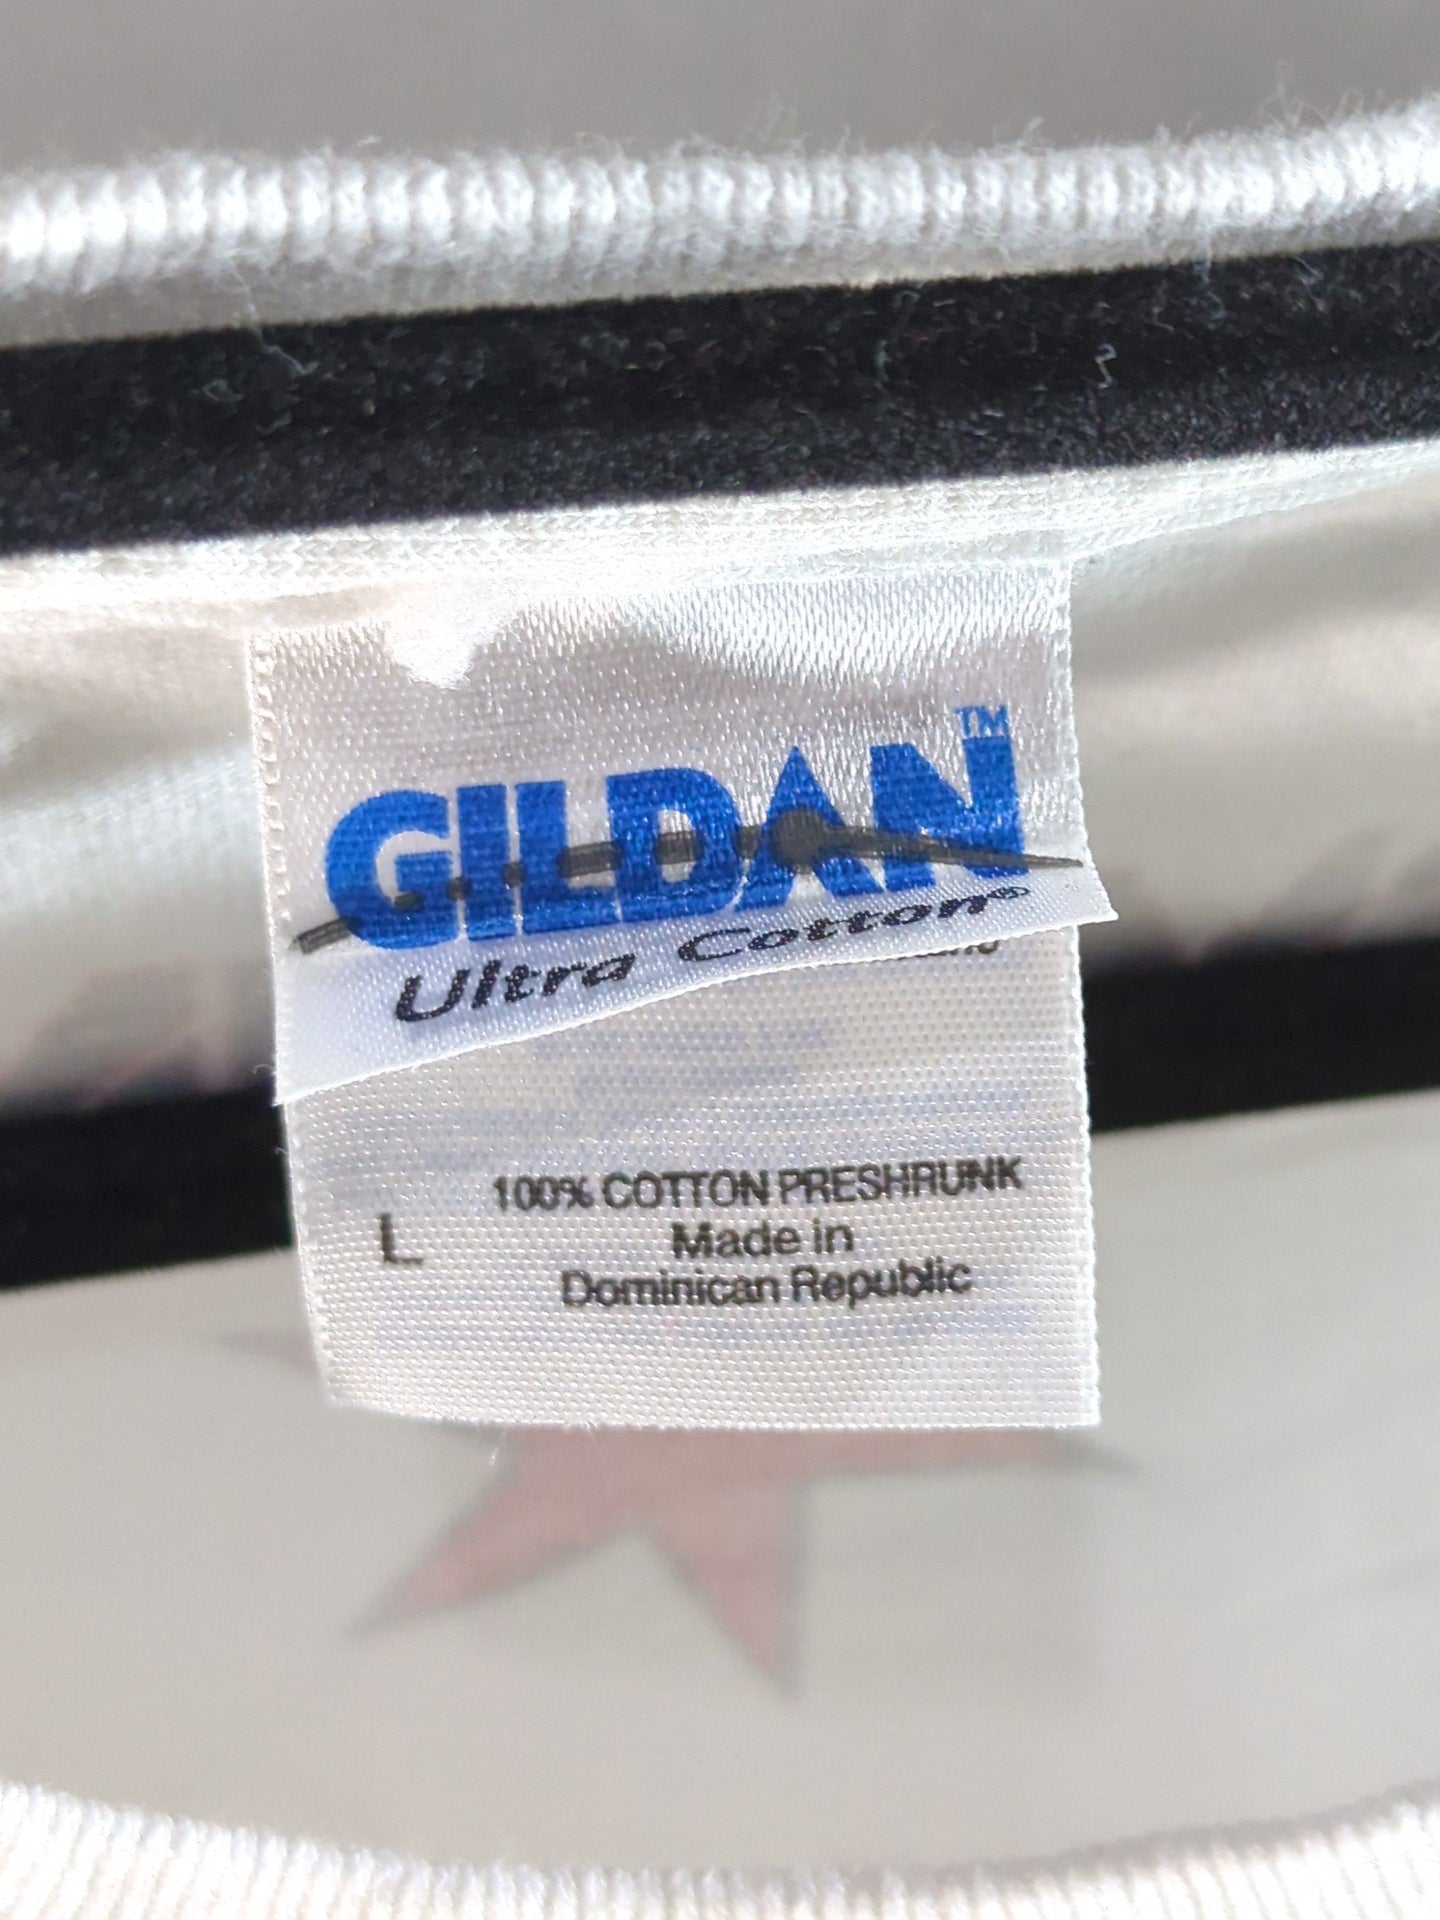 GILDAN™
Ultra Cotton®
100% COTTON PRESHRUNK
L
Made in
Dominican Republic